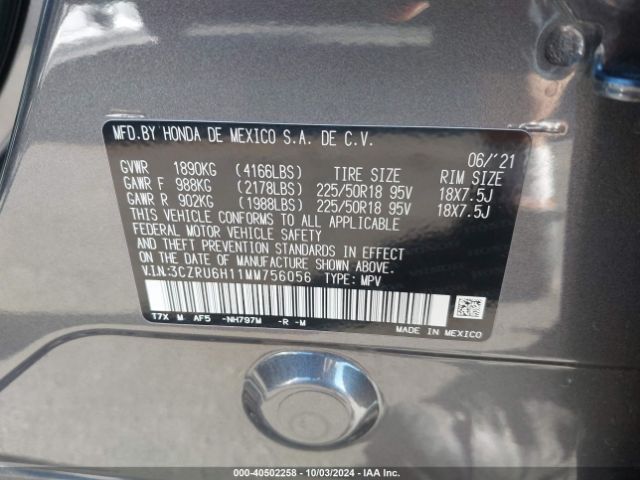 MFD.BY HONDA DE MEXICO S.A. DE C.V.
06/'21
GVWR 1890KG (4166LBS) TIRE SIZE RIM SIZE
GAWR F 988KG (2178LBS) 225/50R18 95V 18X7.5J
GAWR R 902KG (1988LBS) 225/50R18 95V 18X7.5J
THIS VEHICLE CONFORMS TO ALL APPLICABLE
FEDERAL MOTOR VEHICLE SAFETY
AND THEFT PREVENTION STANDARDS IN EFFECT
ON THE DATE OF MANUFACTURE SHOWN ABOVE.
V.I.N:3CZRU6H11MM756056 TYPE: MPV
T7X M AF5 -NH797M -R -M
MADE IN MEXICO
000-40502258 - 10/03/2024 - IAA Inc.